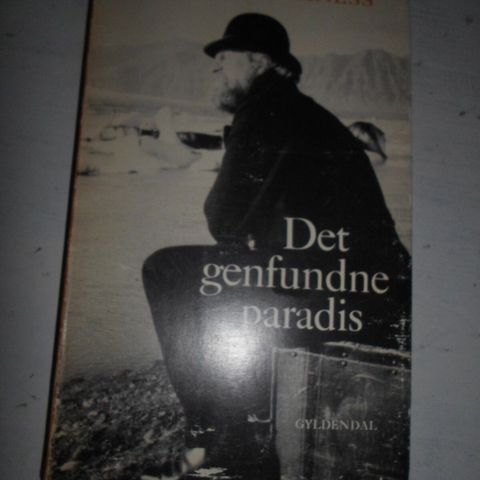 Det
genfundne
paradis
GYLDENDAL